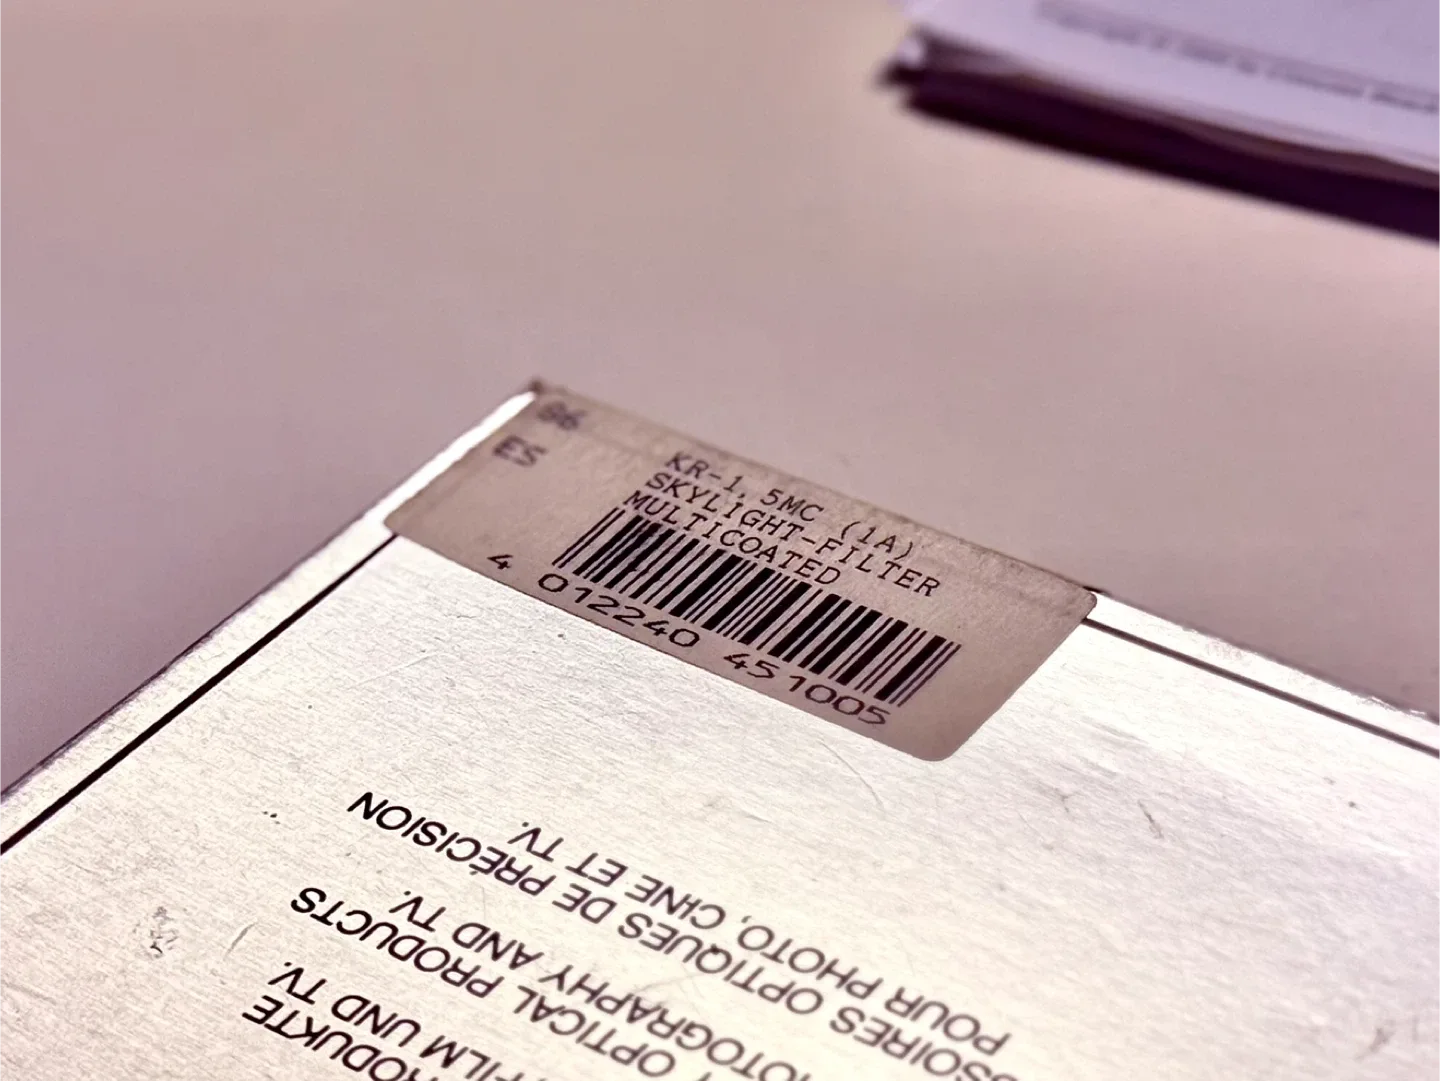 86
ES
KR-1,5MC (1A)
SKYLIGHT-FILTER
MULTICOATED
4 012240 451005
RODUKTE
FILM UND TV.
OPTICAL PRODUCTS
OTOGRAPHY AND TV.
SOIRES OPTIQUES DE PRÉCISION
POUR PHOTO, CINE ET TV.